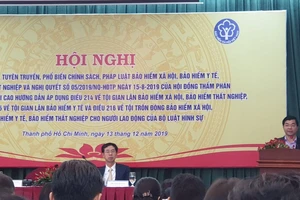 HỘI NGHỊ
TUYÊN TRUYỀN, PHỔ BIẾN CHÍNH SÁCH, PHÁP LUẬT BẢO HIỂM XÃ HỘI, BẢO HIỂM Y TẾ,
THẤT NGHIỆP VÀ NGHỊ QUYẾT SỐ 05/2019/NQ-HĐTP NGÀY 15-8-2019 CỦA HỘI ĐỒNG THẨM PHÁN
CAO HƯỚNG DẪN ÁP DỤNG ĐIỀU 214 VỀ TỘI GIAN LẬN BẢO HIỂM XÃ HỘI, BẢO HIỂM THẤT NGHIỆP,
VỀ TỘI GIAN LẬN BẢO HIỂM Y TẾ VÀ ĐIỀU 216 VỀ TỘI TRỐN ĐÓNG BẢO HIỂM XÃ HỘI,
HIỂM Y TẾ, BẢO HIỂM THẤT NGHIỆP CHO NGƯỜI LAO ĐỘNG CỦA BỘ LUẬT HÌNH SỰ
Thành phố Hồ Chí Minh, ngày 13/12/2019